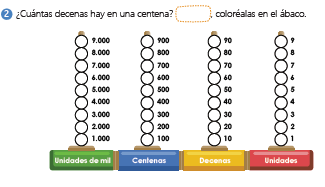 2 ¿Cuántas decenas hay en una centena? , coloréalas en el ábaco.
9.000 900 90 9
8.000 800 80 8
7.000 700 70 7
6.000 600 60 6
5.000 500 50 5
4.000 400 40 4
3.000 300 30 3
2.000 200 20 2
1.000 100 10 1
Unidades de mil Centenas Decenas Unidades